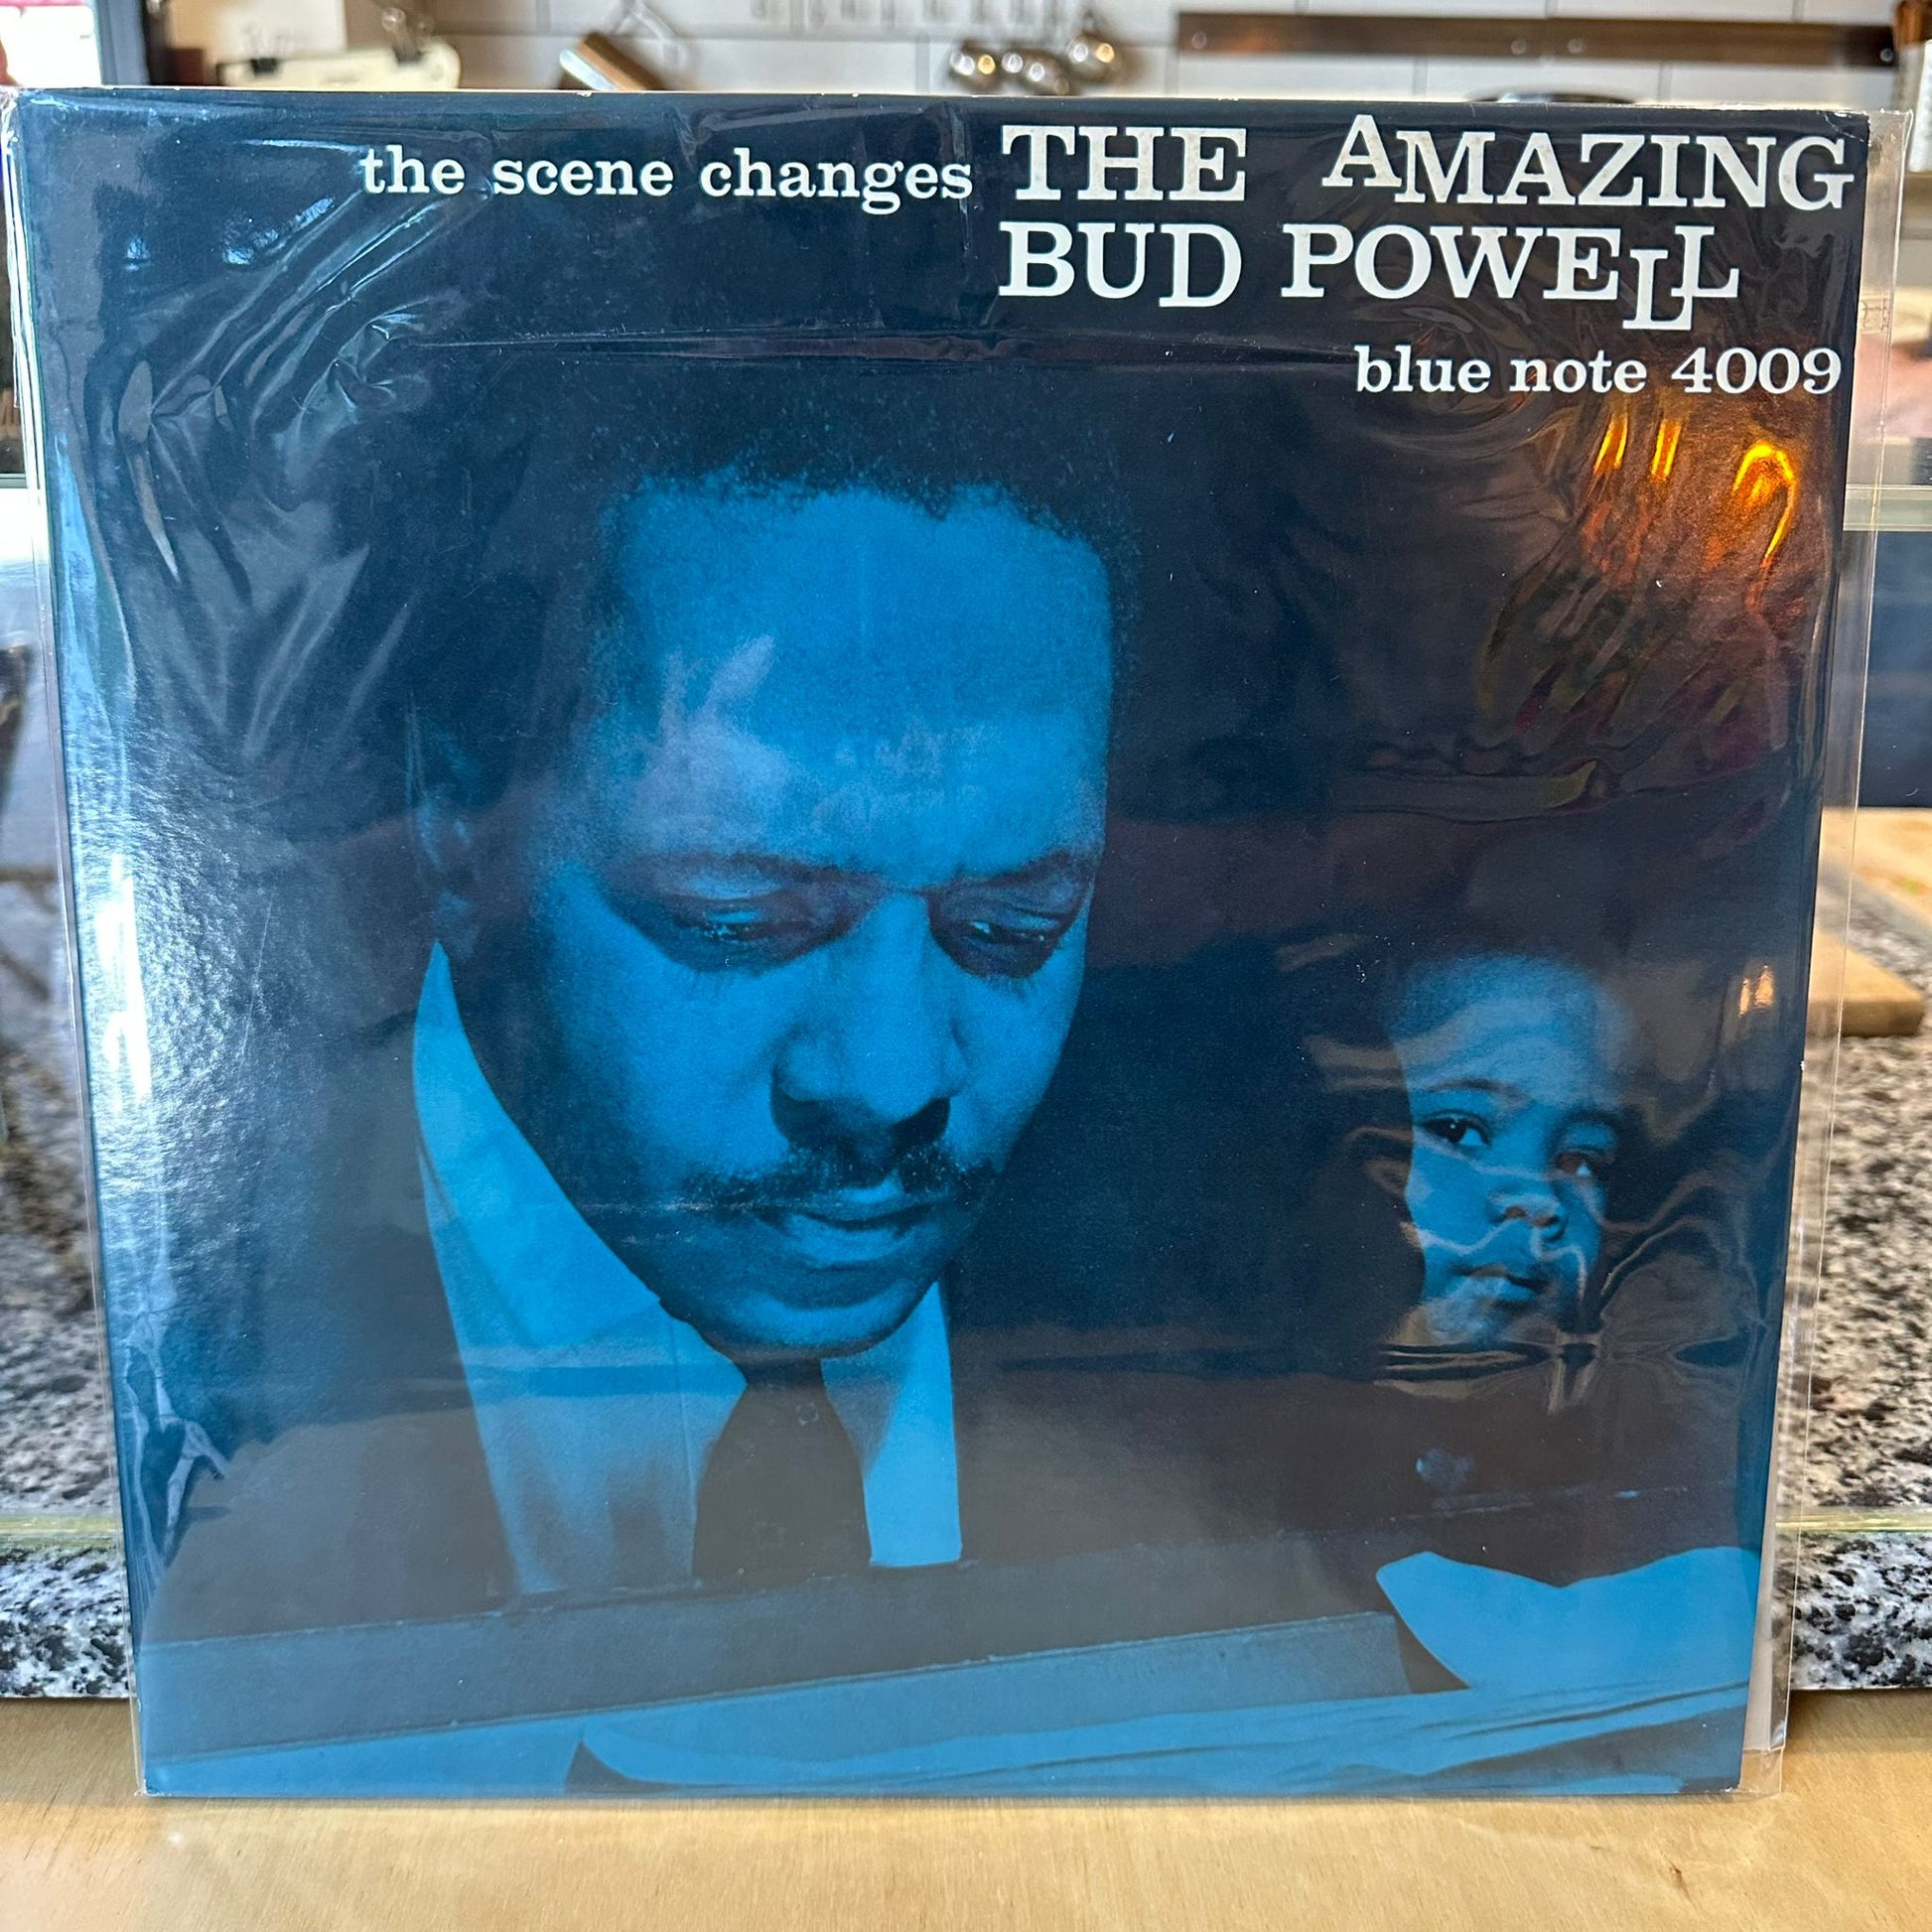 the scene changes THE AMAZING
BUD POWELL
blue note 4009